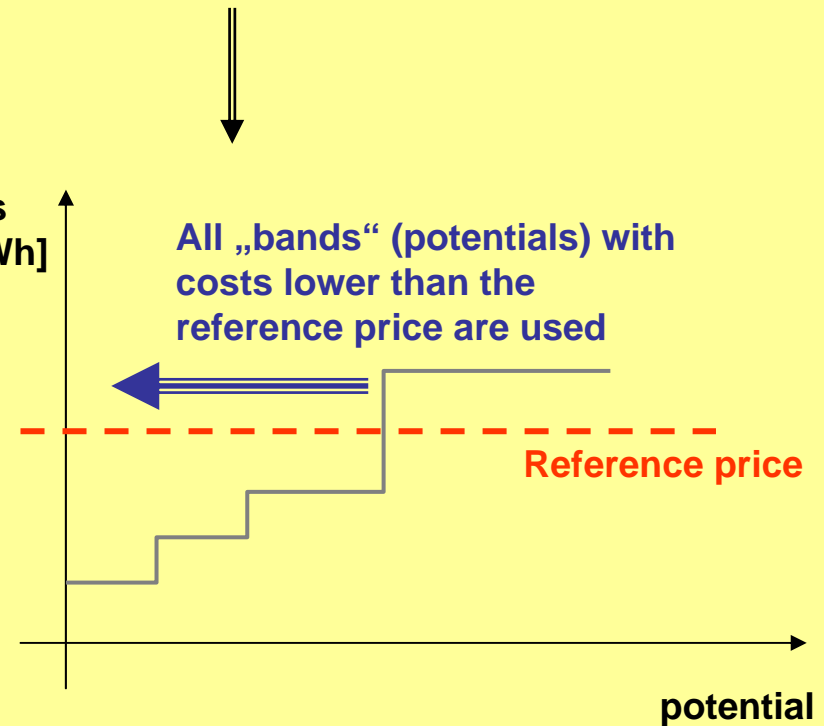 s
Wh]
All „bands“ (potentials) with
costs lower than the
reference price are used
Reference price
potential